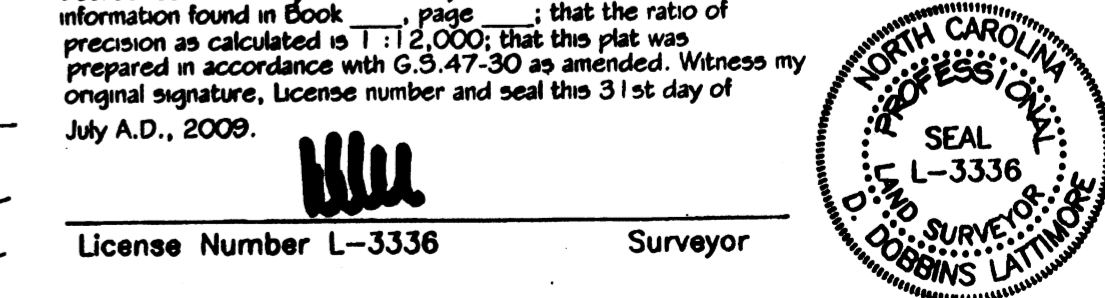 information found in Book ____, page ____; that the ratio of
precision as calculated is 1 :12,000; that this plat was
prepared in accordance with G.S.47-30 as amended. Witness my
original signature, License number and seal this 31st day of
July A.D., 2009.
License Number L-3336 Surveyor
NORTH CAROLINA
PROFESSIONAL
SEAL
L-3336
LAND SURVEYOR
D. DOBBINS LATTIMORE